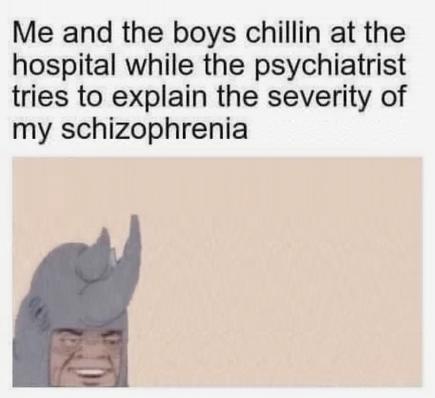 Me and the boys chillin at the
hospital while the psychiatrist
tries to explain the severity of
my schizophrenia